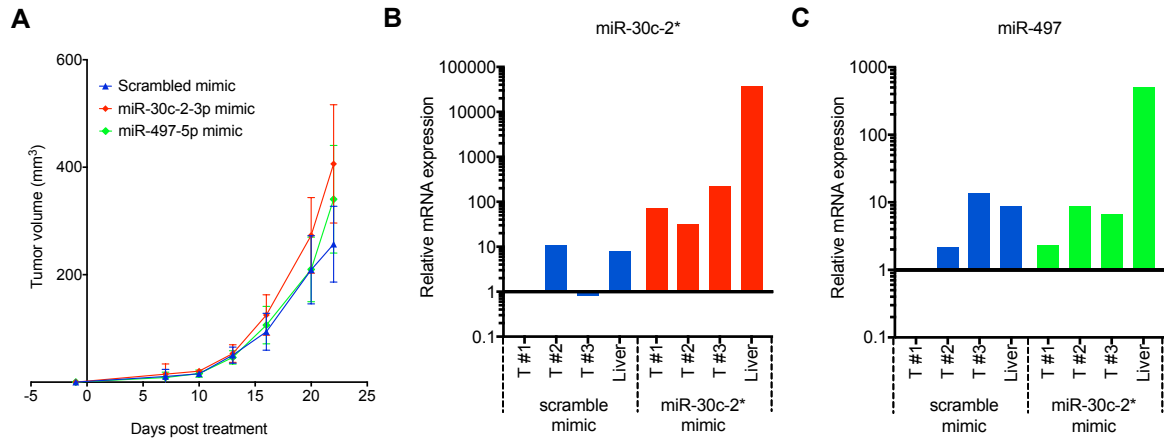 A
600
400
200
Tumor volume (mm³)
Scrambled mimic
miR-30c-2-3p mimic
miR-497-5p mimic
-5 0 5 10 15 20 25
Days post treatment
B
miR-30c-2*
100000
10000
1000
100
10
1
0.1
Relative mRNA expression
T #1 T #2 T #3 Liver T #1 T #2 T #3 Liver
scramble mimic
miR-30c-2* mimic
C
miR-497
1000
100
10
1
0.1
Relative mRNA expression
T #1 T #2 T #3 Liver T #1 T #2 T #3 Liver
scramble mimic
miR-30c-2* mimic